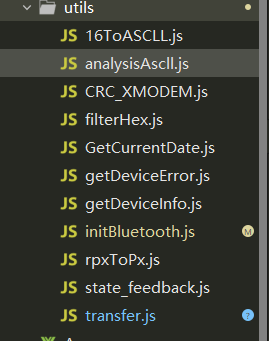 utils
JS 16ToASCLL.js
JS analysisAscll.js
JS CRC_XMODEM.js
JS filterHex.js
JS GetCurrentDate.js
JS getDeviceError.js
JS getDeviceInfo.js
JS initBluetooth.js M
JS rpxToPx.js
JS state_feedback.js
JS transfer.js ?